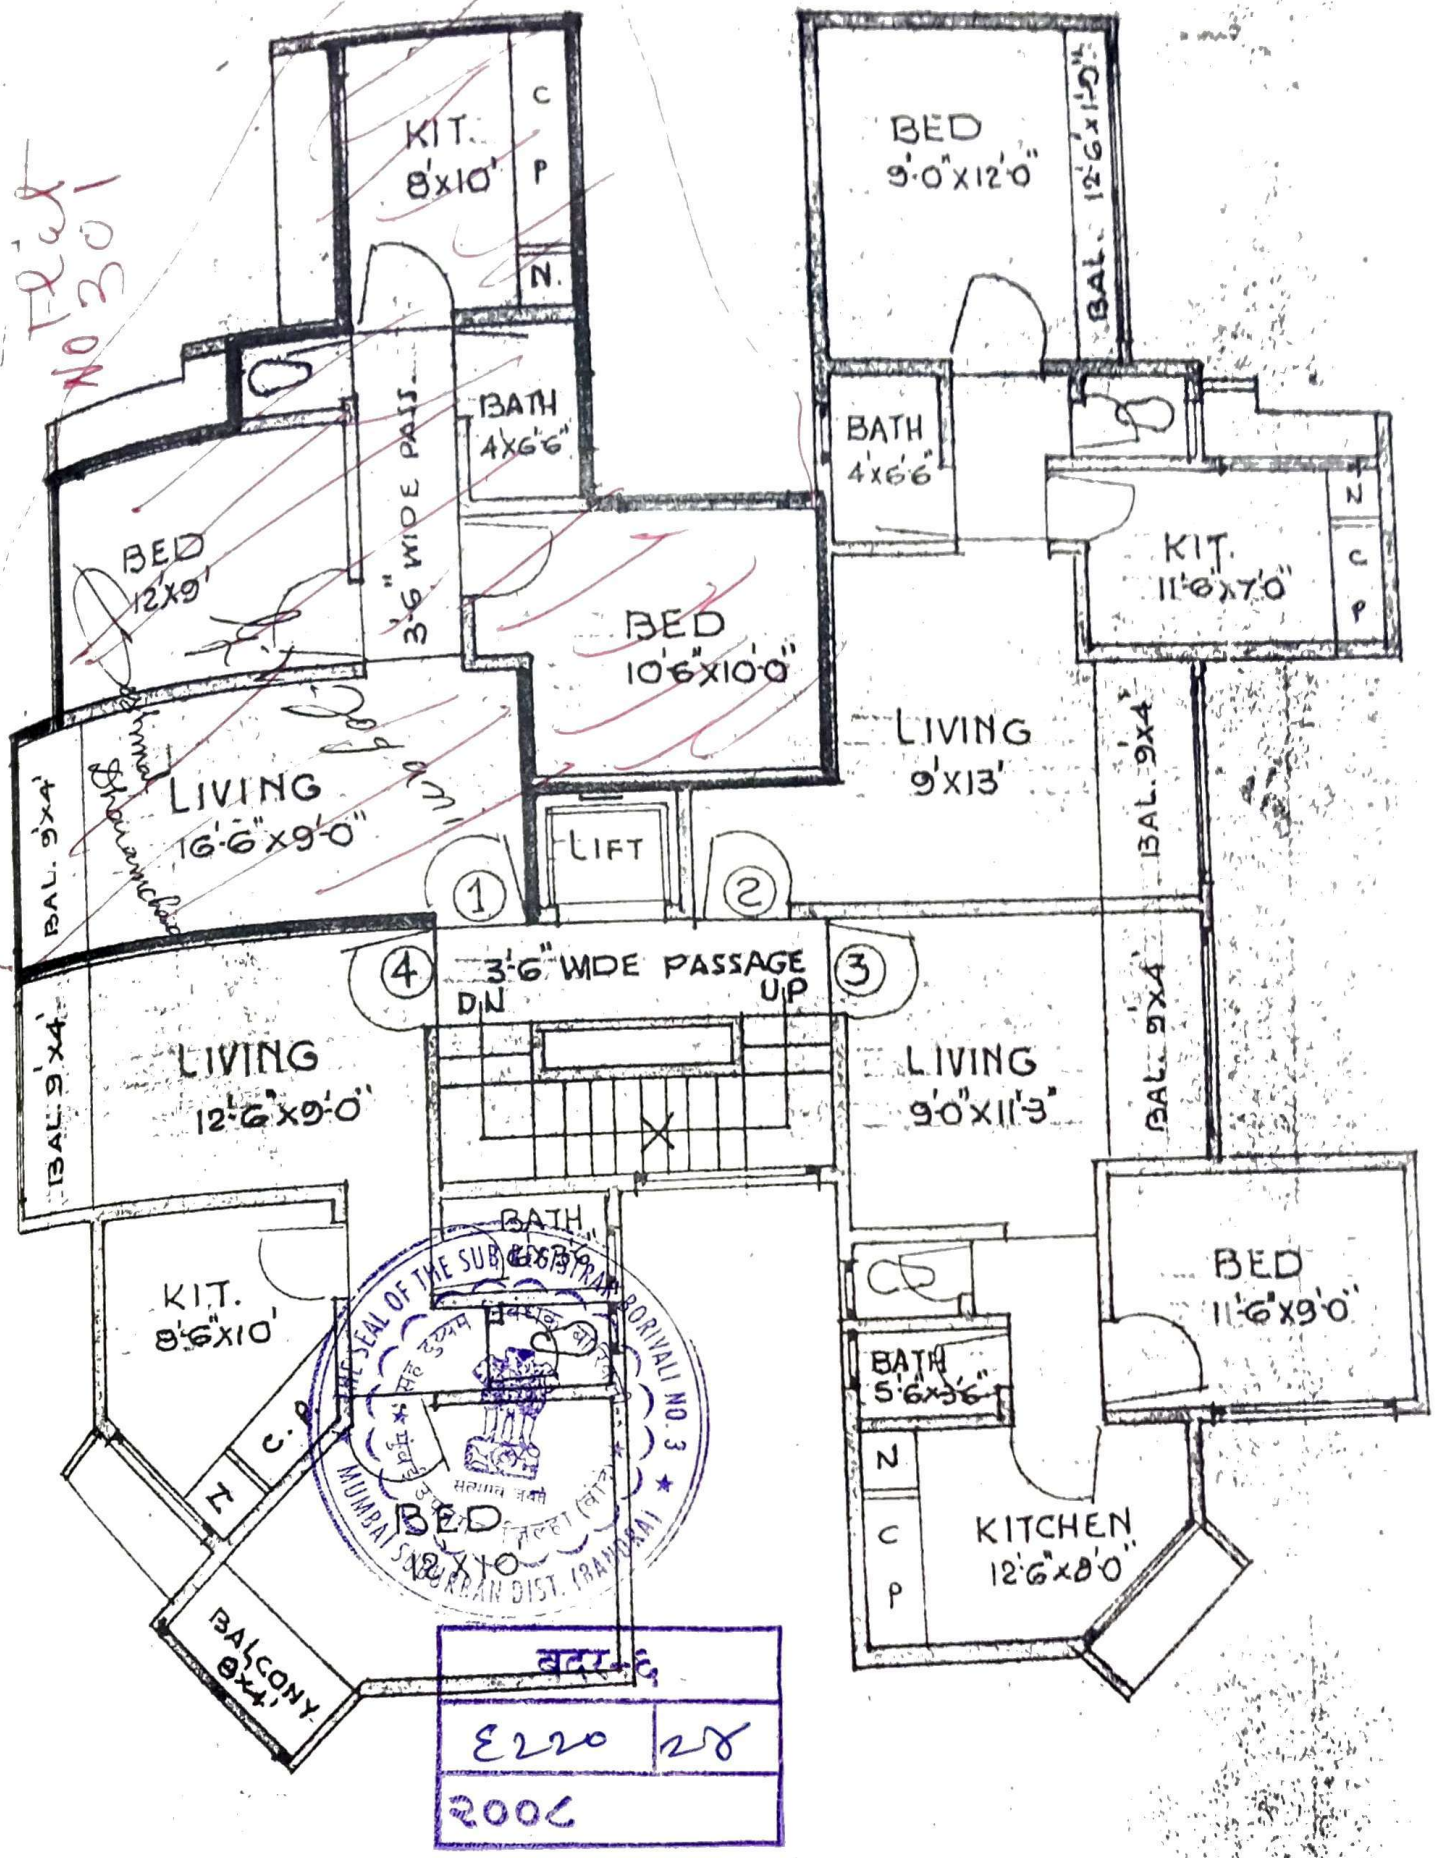 Flat
NO 301
KIT.
8'X10'
C
P
N.
BED
9'-0"X12'-0"
BAL. 12'-6"X1'-9"
3'-6" WIDE PASS.
BATH
4'X6'-6"
BATH
4'X6'-6"
BED
12'X9'
BED
10'-6"X10'-0"
KIT.
11'-6"X7'-0"
N
C
P
LIVING
16'-6"X9'-0"
BAL. 9'X4'
LIFT
LIVING
9'X13'
BAL. 9'X4'
1
2
4
3'-6" WIDE PASSAGE
3
DN
UP
LIVING
12'-6"X9'-0"
BAL. 9'X4'
LIVING
9'-0"X11'-3"
BAL. 9'X4'
BATH
KIT.
8'-6"X10'
C.P.
N
BED
12'X10'
BALCONY
8'X4'
BED
11'-6"X9'-0"
BATH
5'-6"X3'-6"
N
C
P
KITCHEN
12'-6"X8'-0"
THE SEAL OF THE SUB REGISTRAR BORIVALI NO. 3
MUMBAI SUBURBAN DIST. (BANDRA)
सत्यमेव जयते
बदर-६
६२२० २४
२००८